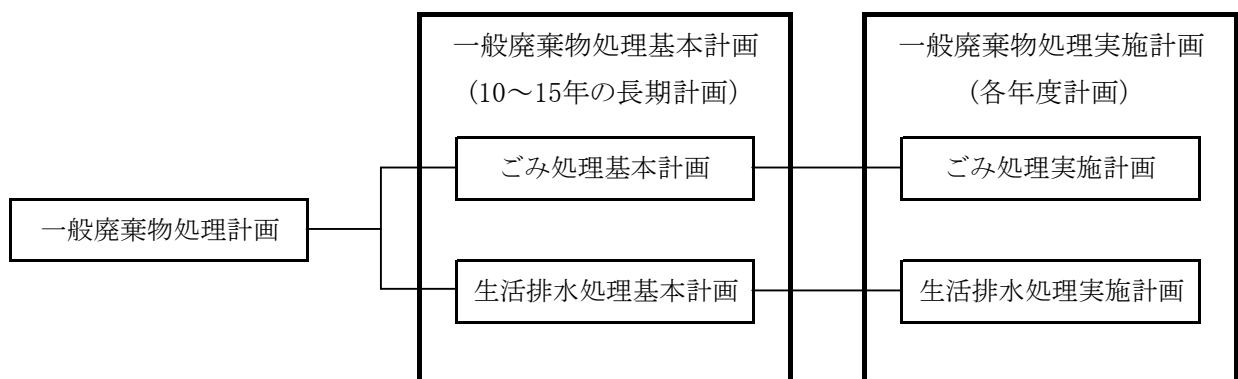 一般廃棄物処理計画
一般廃棄物処理基本計画
（10～15年の長期計画）
ごみ処理基本計画
生活排水処理基本計画
一般廃棄物処理実施計画
（各年度計画）
ごみ処理実施計画
生活排水処理実施計画